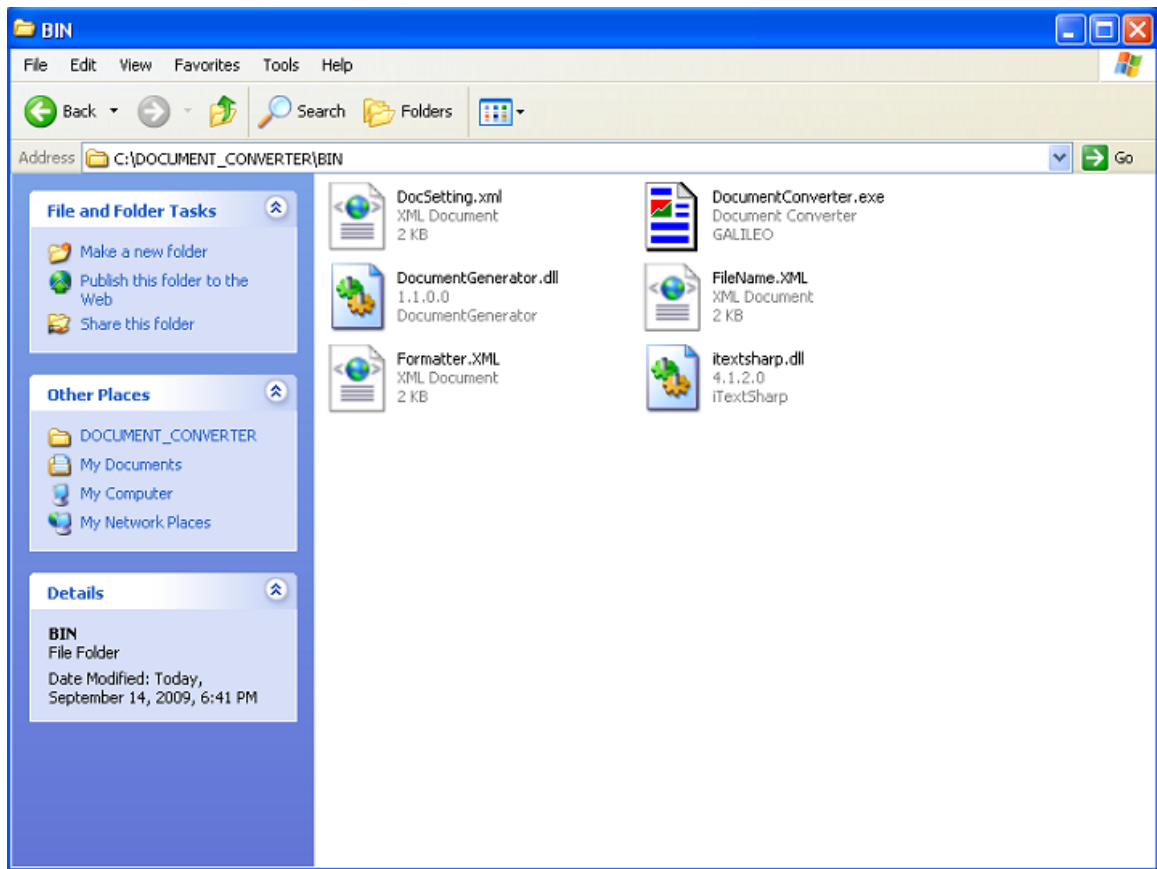 BIN
File Edit View Favorites Tools Help
Back Search Folders
Address C:\DOCUMENT_CONVERTER\BIN Go
File and Folder Tasks
Make a new folder
Publish this folder to the
Web
Share this folder
Other Places
DOCUMENT_CONVERTER
My Documents
My Computer
My Network Places
Details
BIN
File Folder
Date Modified: Today,
September 14, 2009, 6:41 PM
DocSetting.xml
XML Document
2 KB
DocumentConverter.exe
Document Converter
GALILEO
DocumentGenerator.dll
1.1.0.0
DocumentGenerator
FileName.XML
XML Document
2 KB
Formatter.XML
XML Document
2 KB
itextsharp.dll
4.1.2.0
iTextSharp